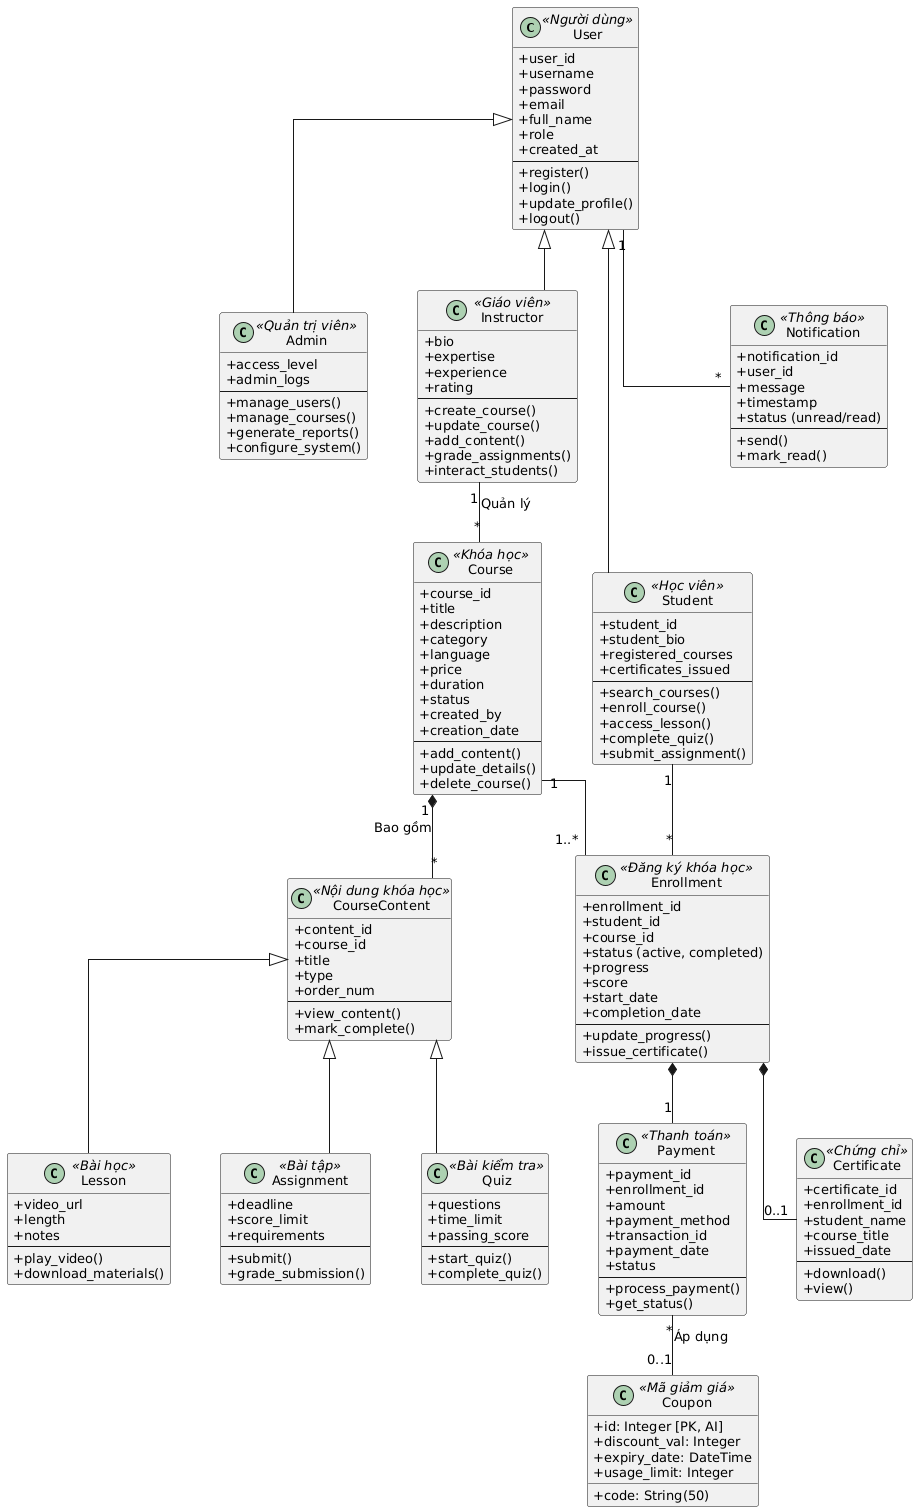 «Người dùng»
C User
+user_id
+username
+password
+email
+full_name
+role
+created_at
+register()
+login()
+update_profile()
+logout()
1
*
«Quản trị viên»
C Admin
+access_level
+admin_logs
+manage_users()
+manage_courses()
+generate_reports()
+configure_system()
«Giáo viên»
C Instructor
+bio
+expertise
+experience
+rating
+create_course()
+update_course()
+add_content()
+grade_assignments()
+interact_students()
«Thông báo»
C Notification
+notification_id
+user_id
+message
+timestamp
+status (unread/read)
+send()
+mark_read()
1
Quản lý
*
«Khóa học»
C Course
+course_id
+title
+description
+category
+language
+price
+duration
+status
+created_by
+creation_date
+add_content()
+update_details()
+delete_course()
«Học viên»
C Student
+student_id
+student_bio
+registered_courses
+certificates_issued
+search_courses()
+enroll_course()
+access_lesson()
+complete_quiz()
+submit_assignment()
1
Bao gồm
*
1
1..*
1
*
«Nội dung khóa học»
C CourseContent
+content_id
+course_id
+title
+type
+order_num
+view_content()
+mark_complete()
«Đăng ký khóa học»
C Enrollment
+enrollment_id
+student_id
+course_id
+status (active, completed)
+progress
+score
+start_date
+completion_date
+update_progress()
+issue_certificate()
1
0..1
«Bài học»
C Lesson
+video_url
+length
+notes
+play_video()
+download_materials()
«Bài tập»
C Assignment
+deadline
+score_limit
+requirements
+submit()
+grade_submission()
«Bài kiểm tra»
C Quiz
+questions
+time_limit
+passing_score
+start_quiz()
+complete_quiz()
«Thanh toán»
C Payment
+payment_id
+enrollment_id
+amount
+payment_method
+transaction_id
+payment_date
+status
+process_payment()
+get_status()
«Chứng chỉ»
C Certificate
+certificate_id
+enrollment_id
+student_name
+course_title
+issued_date
+download()
+view()
*
Áp dụng
0..1
«Mã giảm giá»
C Coupon
+id: Integer [PK, AI]
+discount_val: Integer
+expiry_date: DateTime
+usage_limit: Integer
+code: String(50)